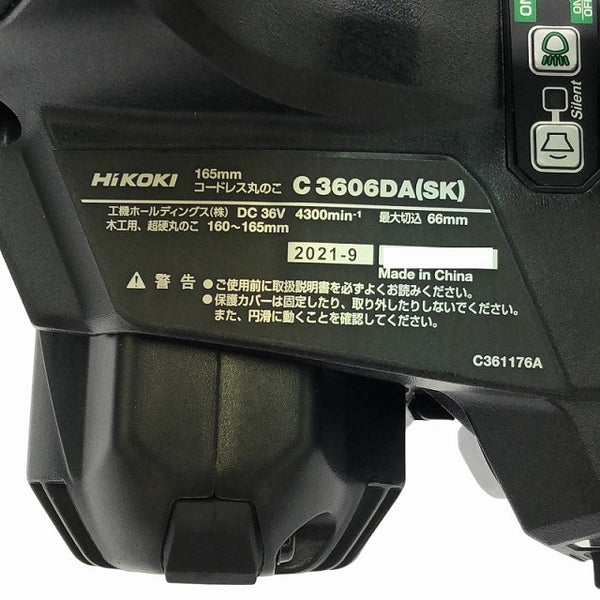 ON
ON
OFF
Silent
HiKOKI 165mm コードレス丸のこ C 3606DA(SK)
工機ホールディングス(株) DC 36V 4300min⁻¹ 最大切込 66mm
木工用、超硬丸のこ 160~165mm
2021-9
Made in China
⚠ 警告 ●ご使用前に取扱説明書を必ずよくお読みください。
●保護カバーは固定したり、取り外したりしないでください。
また、円滑に動くことを確認してください。
C361176A